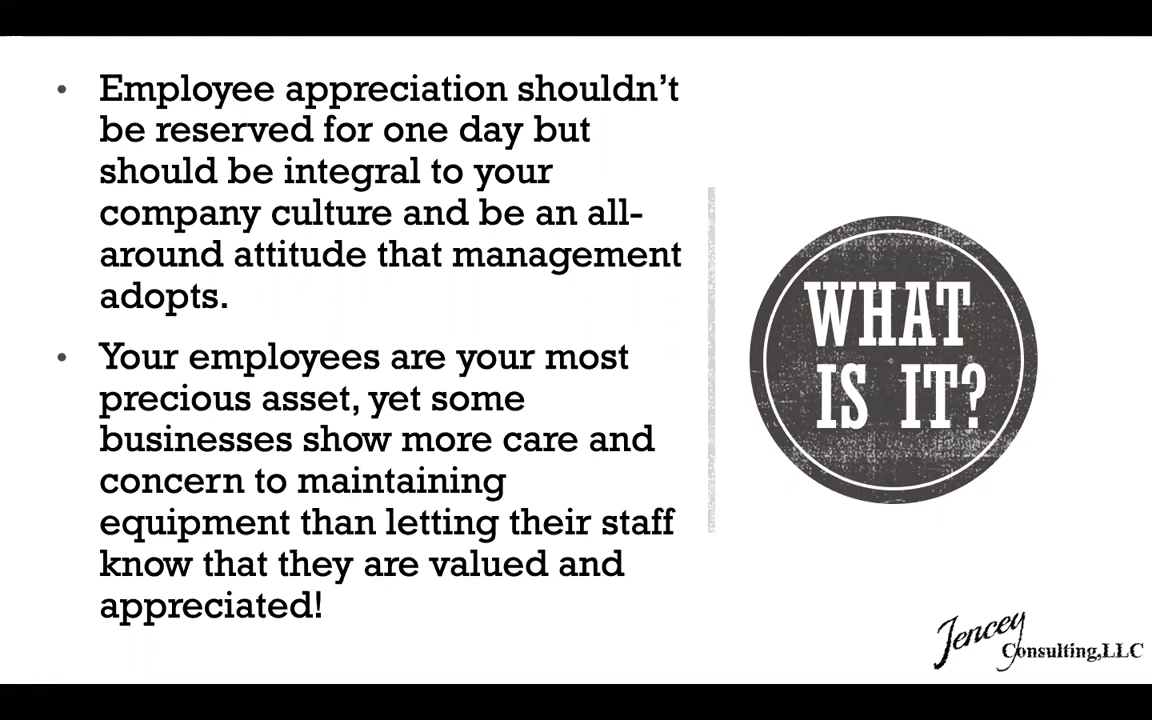 • Employee appreciation shouldn’t
be reserved for one day but
should be integral to your
company culture and be an all-
around attitude that management
adopts.
• Your employees are your most
precious asset, yet some
businesses show more care and
concern to maintaining
equipment than letting their staff
know that they are valued and
appreciated!
WHAT
IS IT?
Jencey
Consulting,LLC